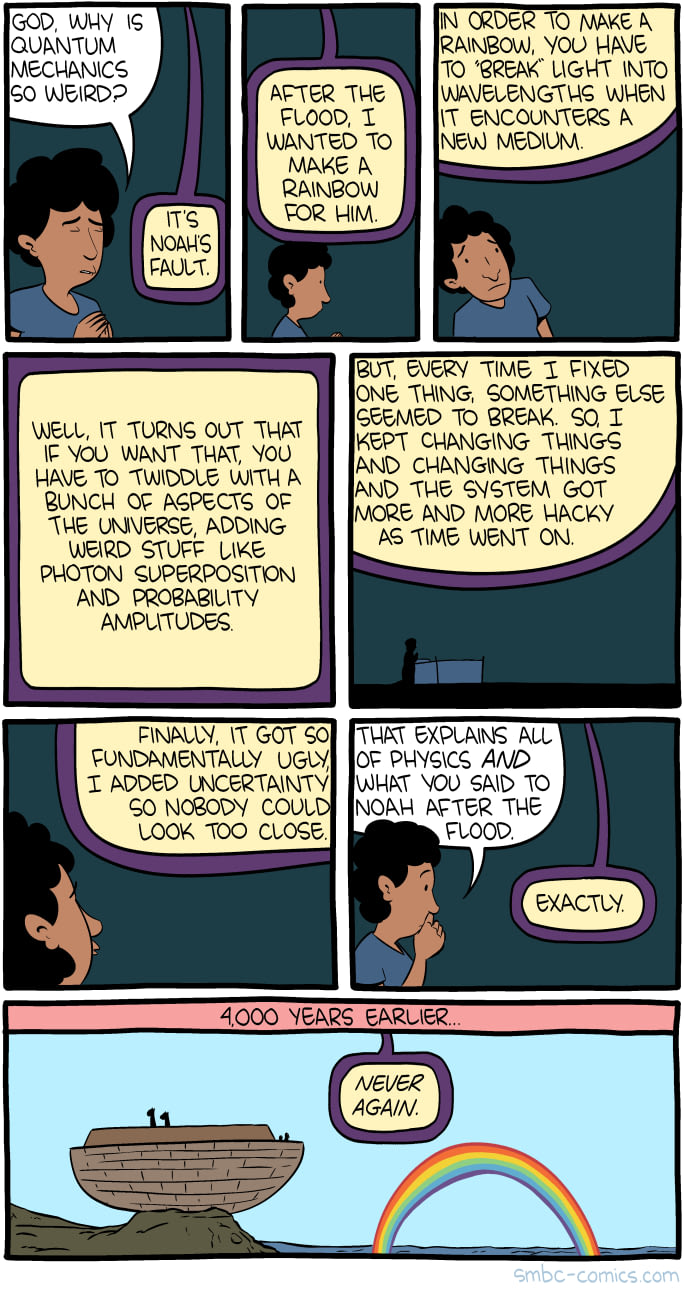 GOD, WHY IS
QUANTUM
MECHANICS
SO WEIRD?
IT'S
NOAH'S
FAULT.
AFTER THE
FLOOD, I
WANTED TO
MAKE A
RAINBOW
FOR HIM.
IN ORDER TO MAKE A
RAINBOW, YOU HAVE
TO "BREAK" LIGHT INTO
WAVELENGTHS WHEN
IT ENCOUNTERS A
NEW MEDIUM.
WELL, IT TURNS OUT THAT
IF YOU WANT THAT, YOU
HAVE TO TWIDDLE WITH A
BUNCH OF ASPECTS OF
THE UNIVERSE, ADDING
WEIRD STUFF LIKE
PHOTON SUPERPOSITION
AND PROBABILITY
AMPLITUDES.
BUT, EVERY TIME I FIXED
ONE THING, SOMETHING ELSE
SEEMED TO BREAK. SO, I
KEPT CHANGING THINGS
AND CHANGING THINGS
AND THE SYSTEM GOT
MORE AND MORE HACKY
AS TIME WENT ON.
FINALLY, IT GOT SO
FUNDAMENTALLY UGLY,
I ADDED UNCERTAINTY
SO NOBODY COULD
LOOK TOO CLOSE.
THAT EXPLAINS ALL
OF PHYSICS AND
WHAT YOU SAID TO
NOAH AFTER THE
FLOOD.
EXACTLY.
4,000 YEARS EARLIER...
NEVER
AGAIN.
smbc-comics.com